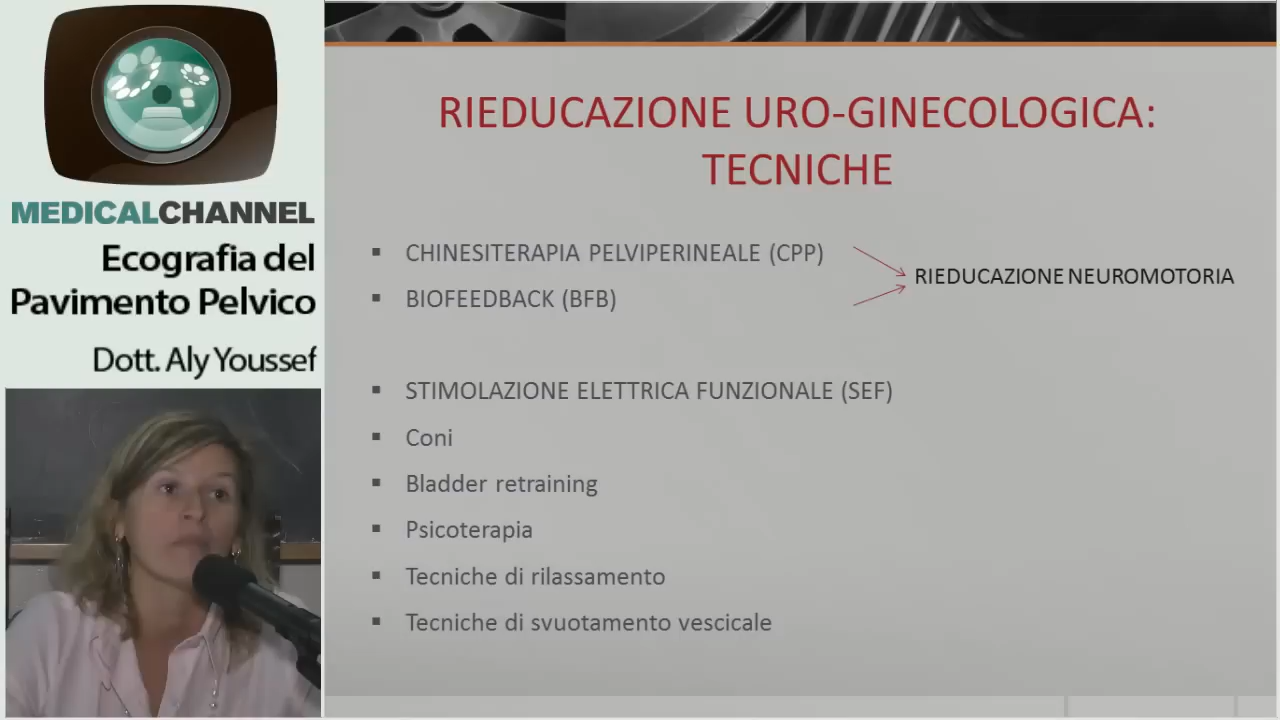 MEDICALCHANNEL
Ecografia del
Pavimento Pelvico
Dott. Aly Youssef
RIEDUCAZIONE URO-GINECOLOGICA:
TECNICHE
CHINESITERAPIA PELVIPERINEALE (CPP)
BIOFEEDBACK (BFB)
RIEDUCAZIONE NEUROMOTORIA
STIMOLAZIONE ELETTRICA FUNZIONALE (SEF)
Coni
Bladder retraining
Psicoterapia
Tecniche di rilassamento
Tecniche di svuotamento vescicale